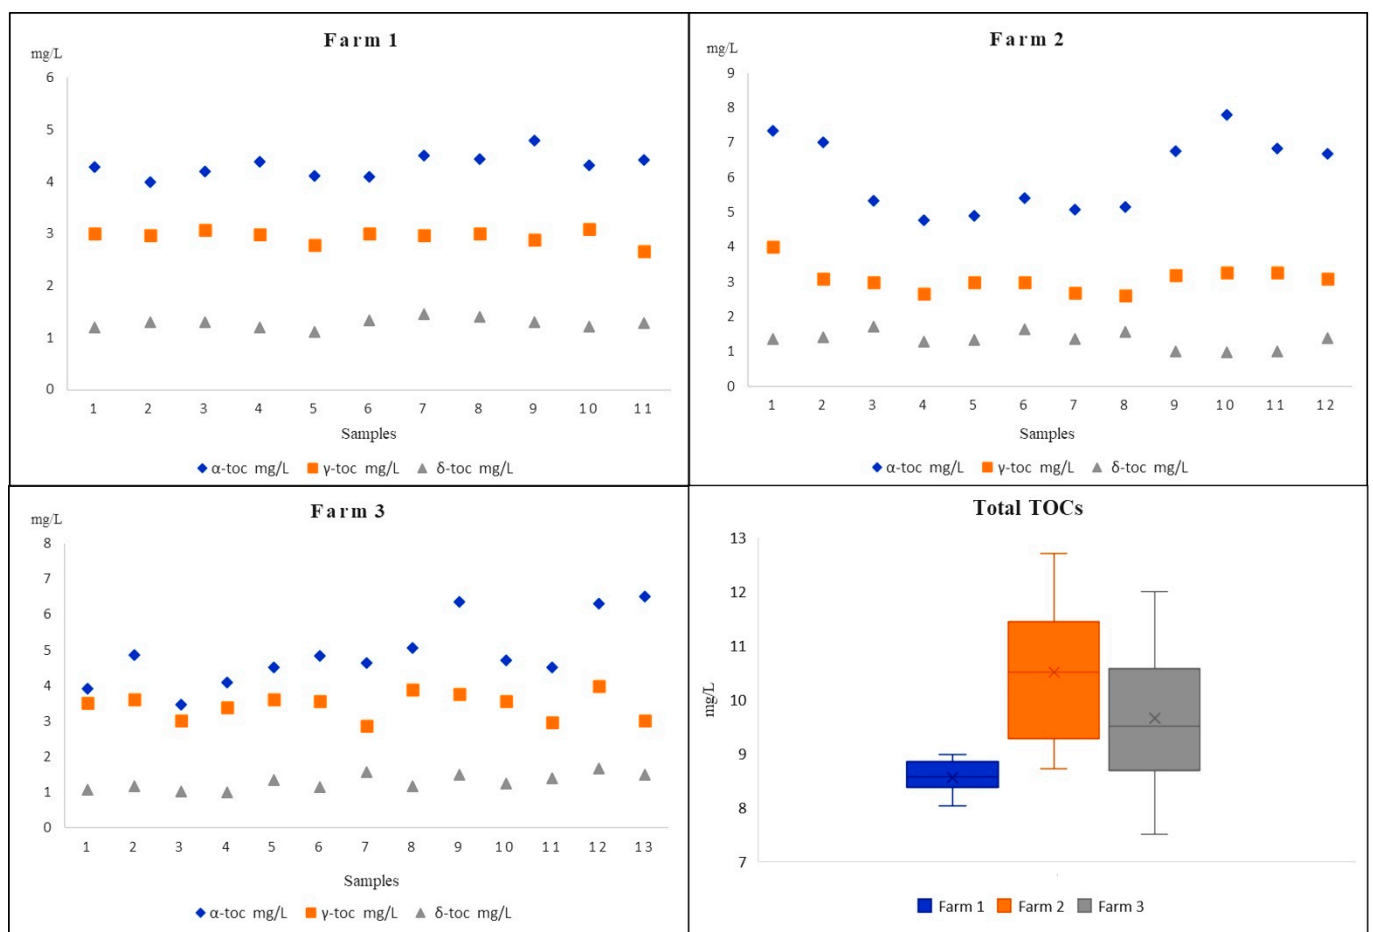 Farm 1
mg/L
6
5
4
3
2
1
0
1 2 3 4 5 6 7 8 9 10 11
Samples
α-toc mg/L γ-toc mg/L δ-toc mg/L
Farm 2
mg/L
9
8
7
6
5
4
3
2
1
0
1 2 3 4 5 6 7 8 9 10 11 12
Samples
α-toc mg/L γ-toc mg/L δ-toc mg/L
Farm 3
mg/L
8
7
6
5
4
3
2
1
0
1 2 3 4 5 6 7 8 9 10 11 12 13
Samples
α-toc mg/L γ-toc mg/L δ-toc mg/L
Total TOCs
mg/L
13
12
11
10
9
8
7
Farm 1 Farm 2 Farm 3